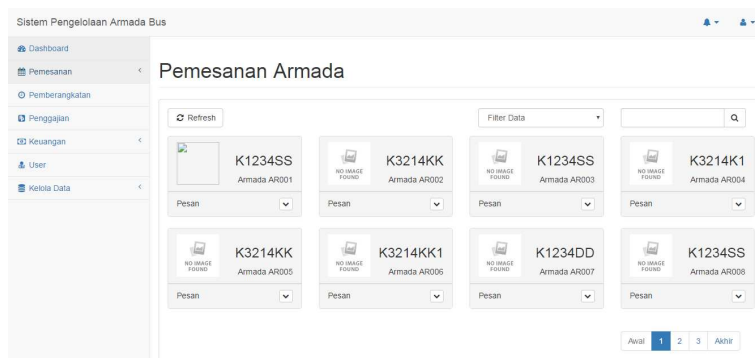 Sistem Pengelolaan Armada Bus
Dashboard
Pemesanan
Pemberangkatan
Penggajian
Keuangan
User
Kelola Data
Pemesanan Armada
Refresh
Filter Data
K1234SS
Armada AR001
Pesan
NO IMAGE FOUND
K3214KK
Armada AR002
Pesan
NO IMAGE FOUND
K1234SS
Armada AR003
Pesan
NO IMAGE FOUND
K3214K1
Armada AR004
Pesan
NO IMAGE FOUND
K3214KK
Armada AR005
Pesan
NO IMAGE FOUND
K3214KK1
Armada AR006
Pesan
NO IMAGE FOUND
K1234DD
Armada AR007
Pesan
NO IMAGE FOUND
K1234SS
Armada AR008
Pesan
Awal 1 2 3 Akhir